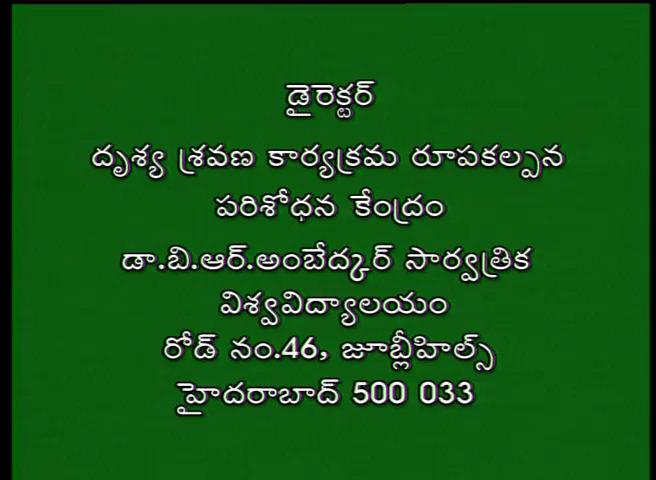 డైరెక్టర్
దృశ్య శ్రవణ కార్యక్రమ రూపకల్పన
పరిశోధన కేంద్రం
డా.బి.ఆర్.అంబేద్కర్ సార్వత్రిక
విశ్వవిద్యాలయం
రోడ్ నం.46, జూబ్లీహిల్స్
హైదరాబాద్ 500 033